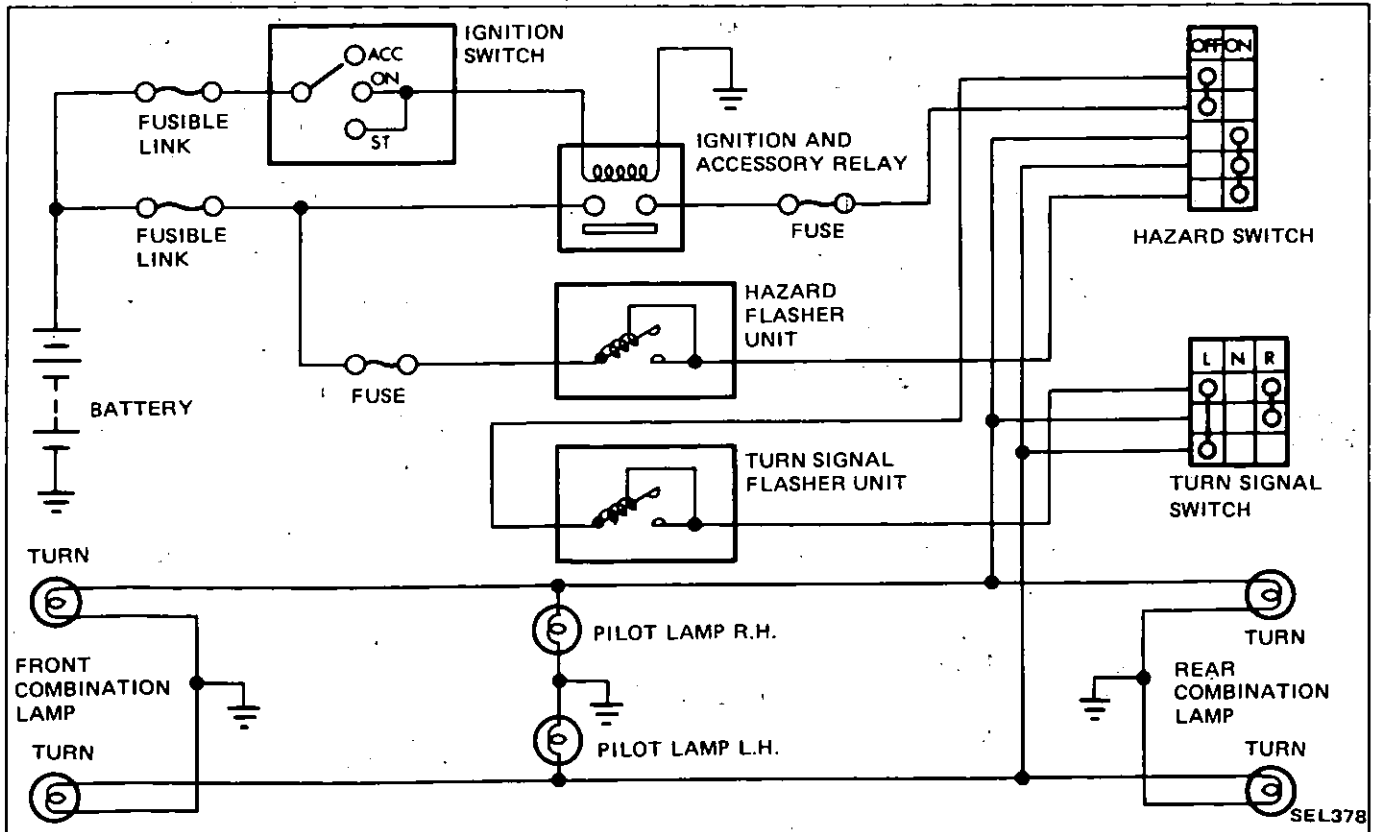 IGNITION
SWITCH
ACC
ON
ST
FUSIBLE
LINK
IGNITION AND
ACCESSORY RELAY
OFF ON
HAZARD SWITCH
FUSIBLE
LINK
FUSE
HAZARD
FLASHER
UNIT
FUSE
BATTERY
L N R
TURN SIGNAL
FLASHER UNIT
TURN SIGNAL
SWITCH
TURN
PILOT LAMP R.H.
TURN
FRONT
COMBINATION
LAMP
REAR
COMBINATION
LAMP
TURN
PILOT LAMP L.H.
TURN
SEL378